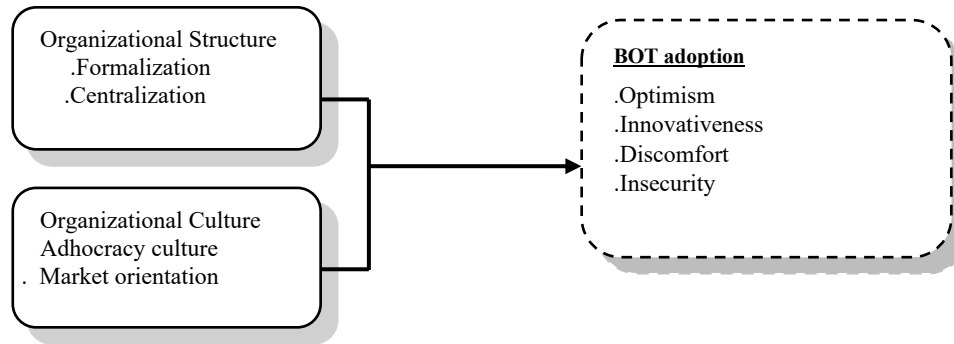 Organizational Structure
.Formalization
.Centralization
Organizational Culture
Adhocracy culture
. Market orientation
BOT adoption
.Optimism
.Innovativeness
.Discomfort
.Insecurity